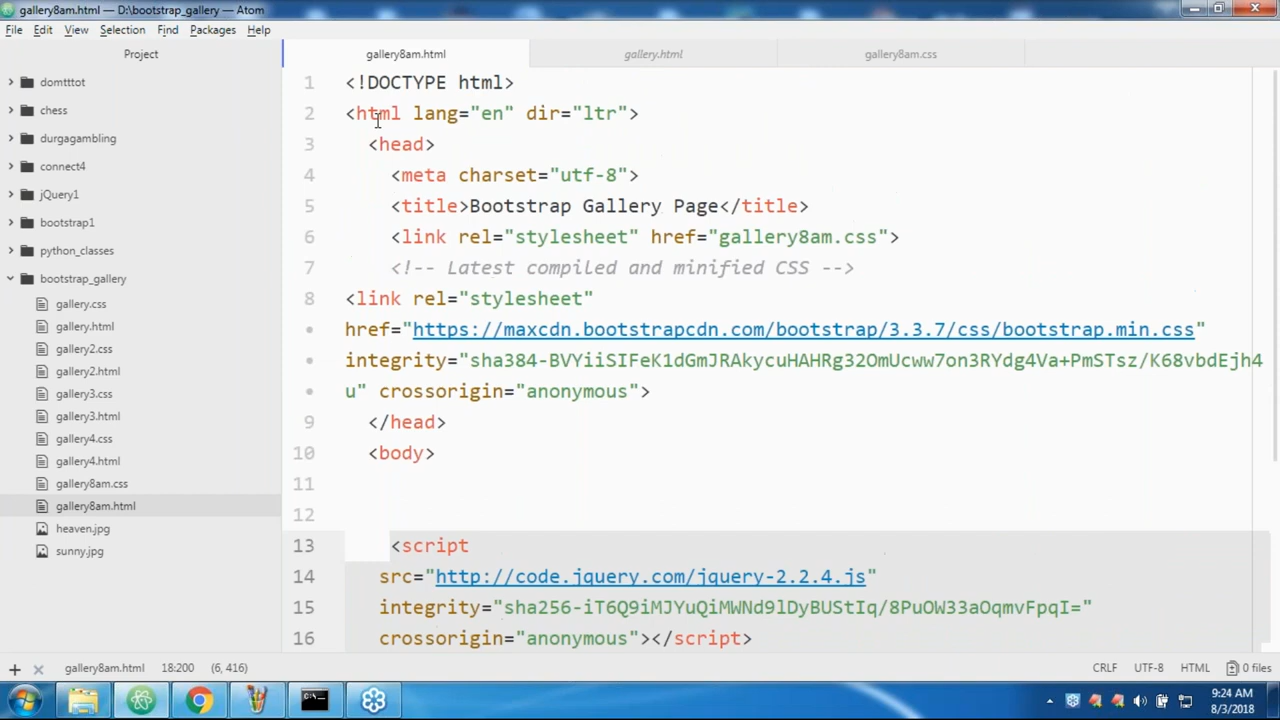 gallery8am.html — D:\bootstrap_gallery — Atom
File Edit View Selection Find Packages Help
Project
domtttot
chess
durgagambling
connect4
jQuery1
bootstrap1
python_classes
bootstrap_gallery
gallery.css
gallery.html
gallery2.css
gallery2.html
gallery3.css
gallery3.html
gallery4.css
gallery4.html
gallery8am.css
gallery8am.html
heaven.jpg
sunny.jpg
gallery8am.html gallery.html gallery8am.css
1 <!DOCTYPE html>
2 <html lang="en" dir="ltr">
3 <head>
4 <meta charset="utf-8">
5 <title>Bootstrap Gallery Page</title>
6 <link rel="stylesheet" href="gallery8am.css">
7 <!-- Latest compiled and minified CSS -->
8 <link rel="stylesheet"
href="https://maxcdn.bootstrapcdn.com/bootstrap/3.3.7/css/bootstrap.min.css"
integrity="sha384-BVYiiSIFeK1dGmJRAkycuHAHRg32OmUcww7on3RYdg4Va+PmSTsz/K68vbdEjh4
u" crossorigin="anonymous">
9 </head>
10 <body>
11
12
13 <script
14 src="http://code.jquery.com/jquery-2.2.4.js"
15 integrity="sha256-iT6Q9iMJYuQiMWNd9lDyBUStIq/8PuOW33aOqmvFpqI="
16 crossorigin="anonymous"></script>
gallery8am.html 18:200 (6, 416) CRLF UTF-8 HTML 0 files
9:24 AM
8/3/2018